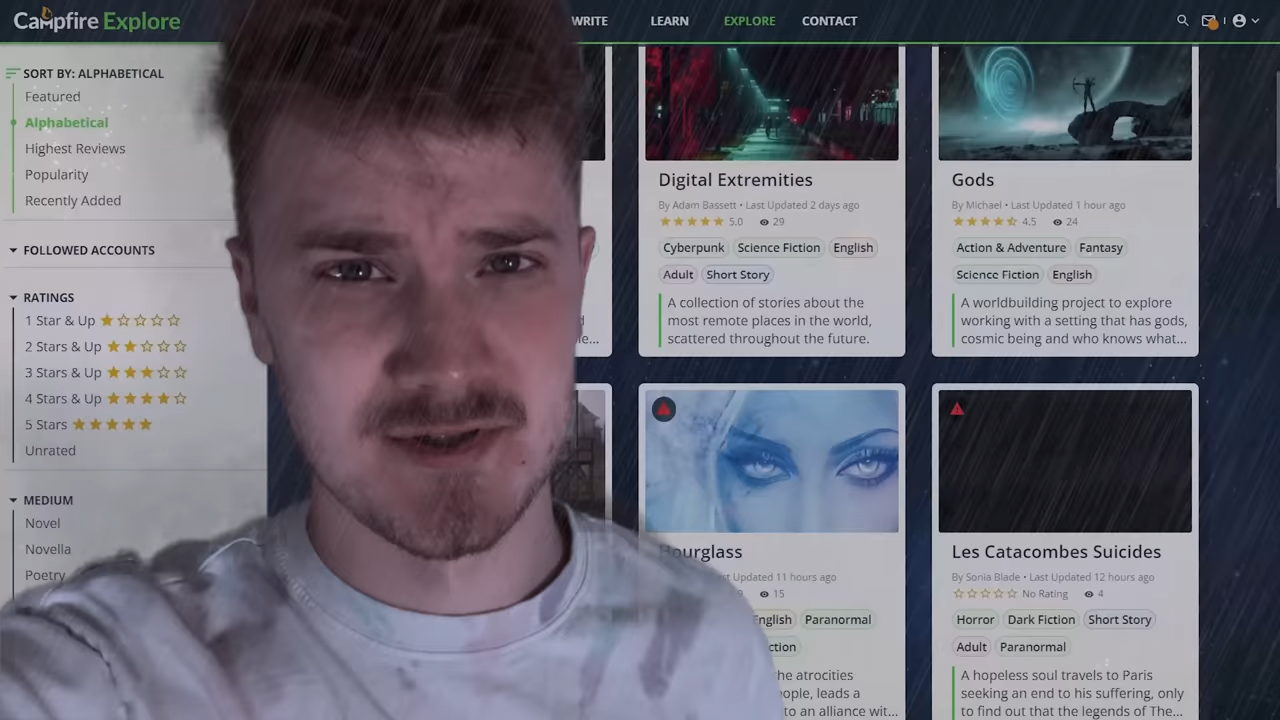 Campfire Explore
WRITE
LEARN
EXPLORE
CONTACT
SORT BY: ALPHABETICAL
Featured
Alphabetical
Highest Reviews
Popularity
Recently Added
FOLLOWED ACCOUNTS
RATINGS
1 Star & Up
2 Stars & Up
3 Stars & Up
4 Stars & Up
5 Stars
Unrated
MEDIUM
Novel
Novella
Poetry
Digital Extremities
By Adam Bassett • Last Updated 2 days ago
5.0 29
Cyberpunk Science Fiction English
Adult Short Story
A collection of stories about the
most remote places in the world,
scattered throughout the future.
Gods
By Michael • Last Updated 1 hour ago
4.5 24
Action & Adventure Fantasy
Science Fiction English
A worldbuilding project to explore
working with a setting that has gods,
cosmic being and who knows what...
Hourglass
Updated 11 hours ago
15
English Paranormal
the atrocities
leads a
to an alliance wit...
Les Catacombes Suicides
By Sonia Blade • Last Updated 12 hours ago
No Rating 4
Horror Dark Fiction Short Story
Adult Paranormal
A hopeless soul travels to Paris
seeking an end to his suffering, only
to find out that the legends of The...